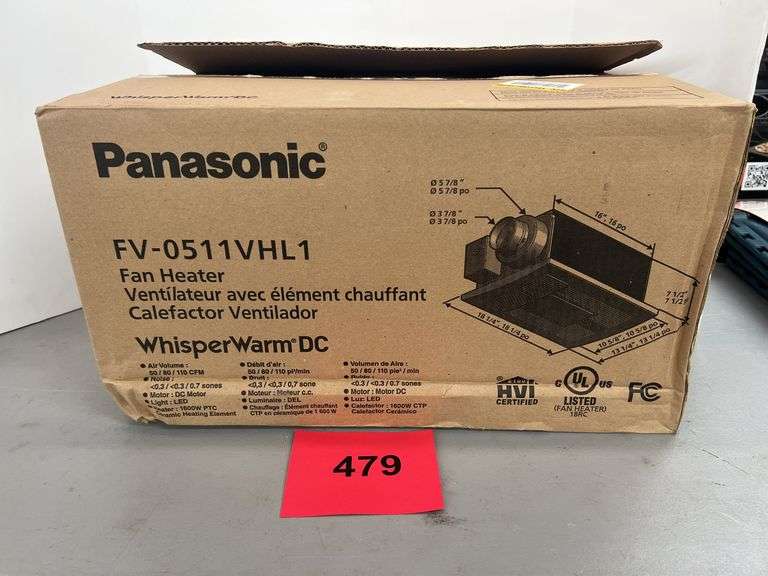 WhisperWarm DC
Panasonic®
FV-0511VHL1
Fan Heater
Ventilateur avec élément chauffant
Calefactor Ventilador
WhisperWarm® DC
Ø 5 7/8"
Ø 5 7/8 po
Ø 3 7/8"
Ø 3 7/8 po
16", 16 po
7 1/2"
7 1/2
18 1/4", 18 1/4 po
10 5/8", 10 5/8 po
13 1/4", 13 1/4 po
• Air Volume :
50 / 80 / 110 CFM
• Noise :
<0.3 / <0.3 / 0.7 sones
• Motor : DC Motor
• Light : LED
1600W PTC
Heating Element
• Débit d'air :
50 / 80 / 110 pi³/min
• Bruit :
<0,3 / <0,3 / 0,7 sone
• Moteur : Moteur c.c.
• Luminaire : DEL
• Chauffage : Élément chauffant
CTP en céramique de 1 600 W
• Volumen de Aire :
50 / 80 / 110 pie³ / min
• Ruido :
<0.3 / <0.3 / 0.7 sones
• Motor: Motor DC
• Luz: LED
• Calefactor: 1600W CTP
Calefactor Cerámico
HVI
CERTIFIED
C UL US
LISTED
(FAN HEATER)
18RC
FC
479